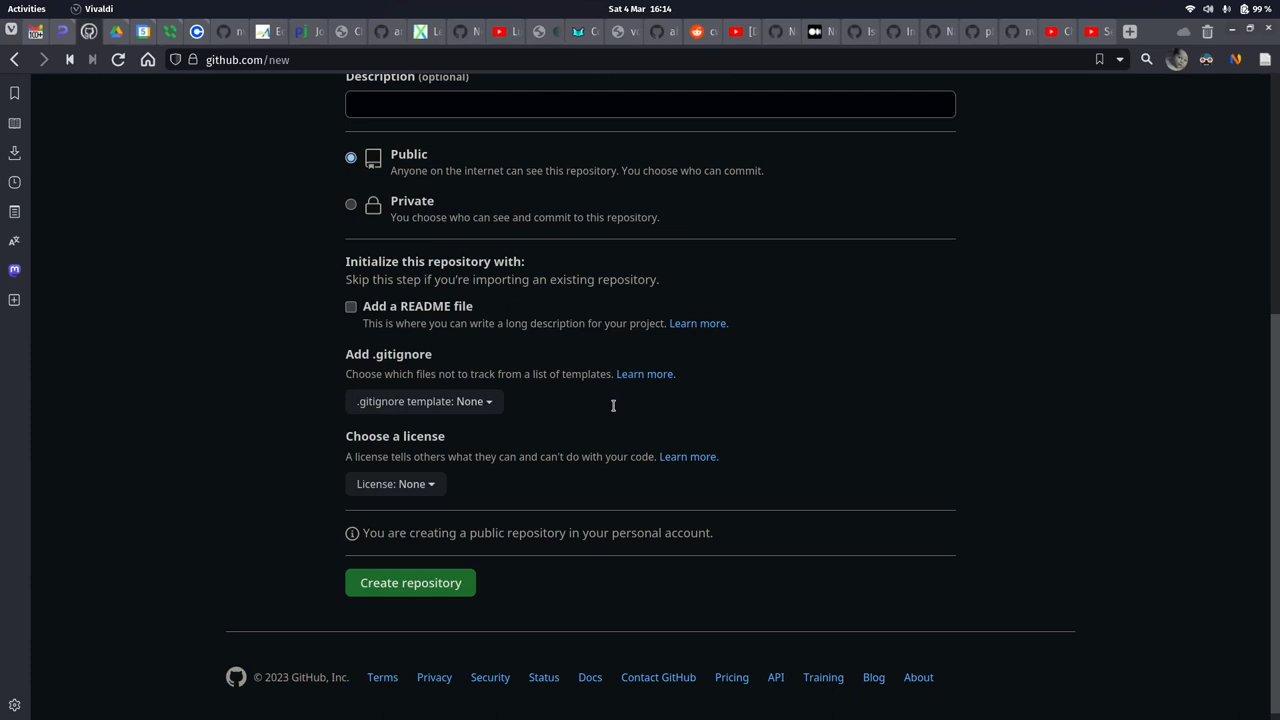 Activities
Vivaldi
Sat 4 Mar 16:14
99 %
github.com/new
Description (optional)
Public
Anyone on the internet can see this repository. You choose who can commit.
Private
You choose who can see and commit to this repository.
Initialize this repository with:
Skip this step if you're importing an existing repository.
Add a README file
This is where you can write a long description for your project. Learn more.
Add .gitignore
Choose which files not to track from a list of templates. Learn more.
.gitignore template: None
Choose a license
A license tells others what they can and can't do with your code. Learn more.
License: None
You are creating a public repository in your personal account.
Create repository
© 2023 GitHub, Inc. Terms Privacy Security Status Docs Contact GitHub Pricing API Training Blog About